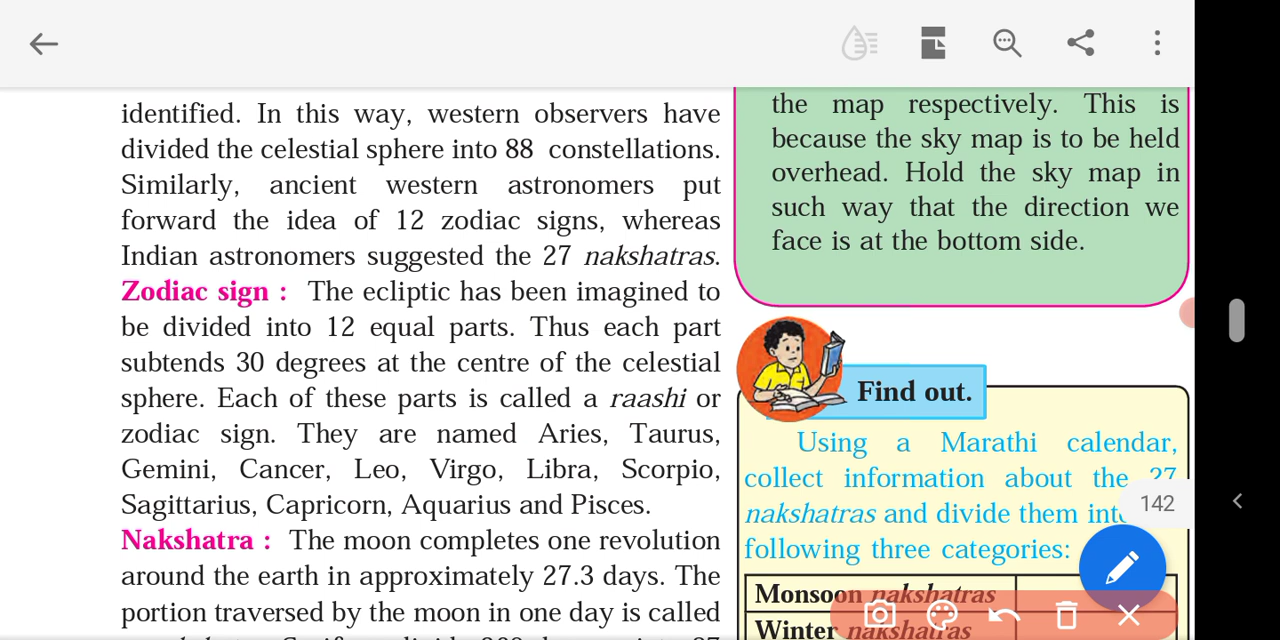 identified. In this way, western observers have
divided the celestial sphere into 88 constellations.
Similarly, ancient western astronomers put
forward the idea of 12 zodiac signs, whereas
Indian astronomers suggested the 27 nakshatras.
Zodiac sign : The ecliptic has been imagined to
be divided into 12 equal parts. Thus each part
subtends 30 degrees at the centre of the celestial
sphere. Each of these parts is called a raashi or
zodiac sign. They are named Aries, Taurus,
Gemini, Cancer, Leo, Virgo, Libra, Scorpio,
Sagittarius, Capricorn, Aquarius and Pisces.
Nakshatra : The moon completes one revolution
around the earth in approximately 27.3 days. The
portion traversed by the moon in one day is called
the map respectively. This is
because the sky map is to be held
overhead. Hold the sky map in
such way that the direction we
face is at the bottom side.
Find out.
Using a Marathi calendar,
collect information about the 27
nakshatras and divide them
following three categories:
Monsoon nakshatras
Winter nakshatras
142